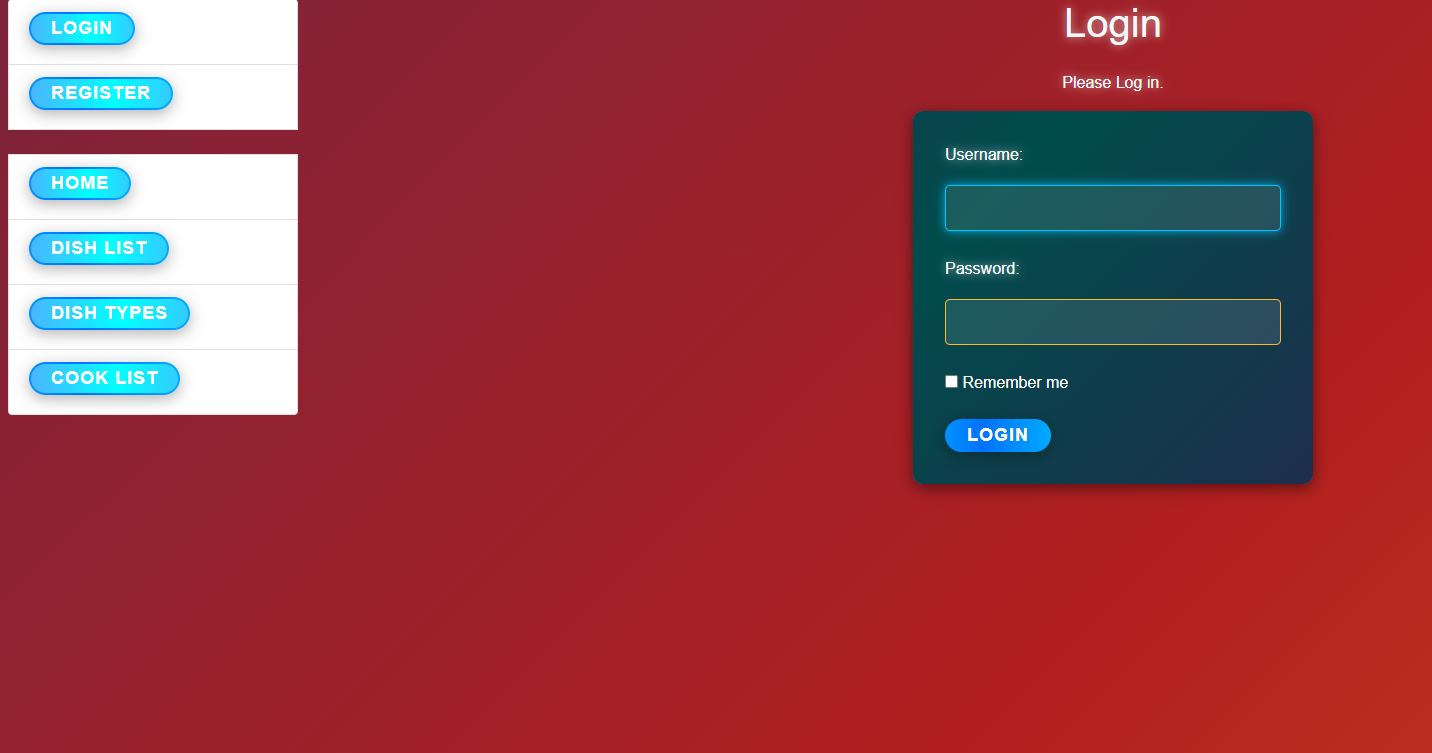 LOGIN
REGISTER
HOME
DISH LIST
DISH TYPES
COOK LIST
Login
Please Log in.
Username:
Password:
Remember me
LOGIN